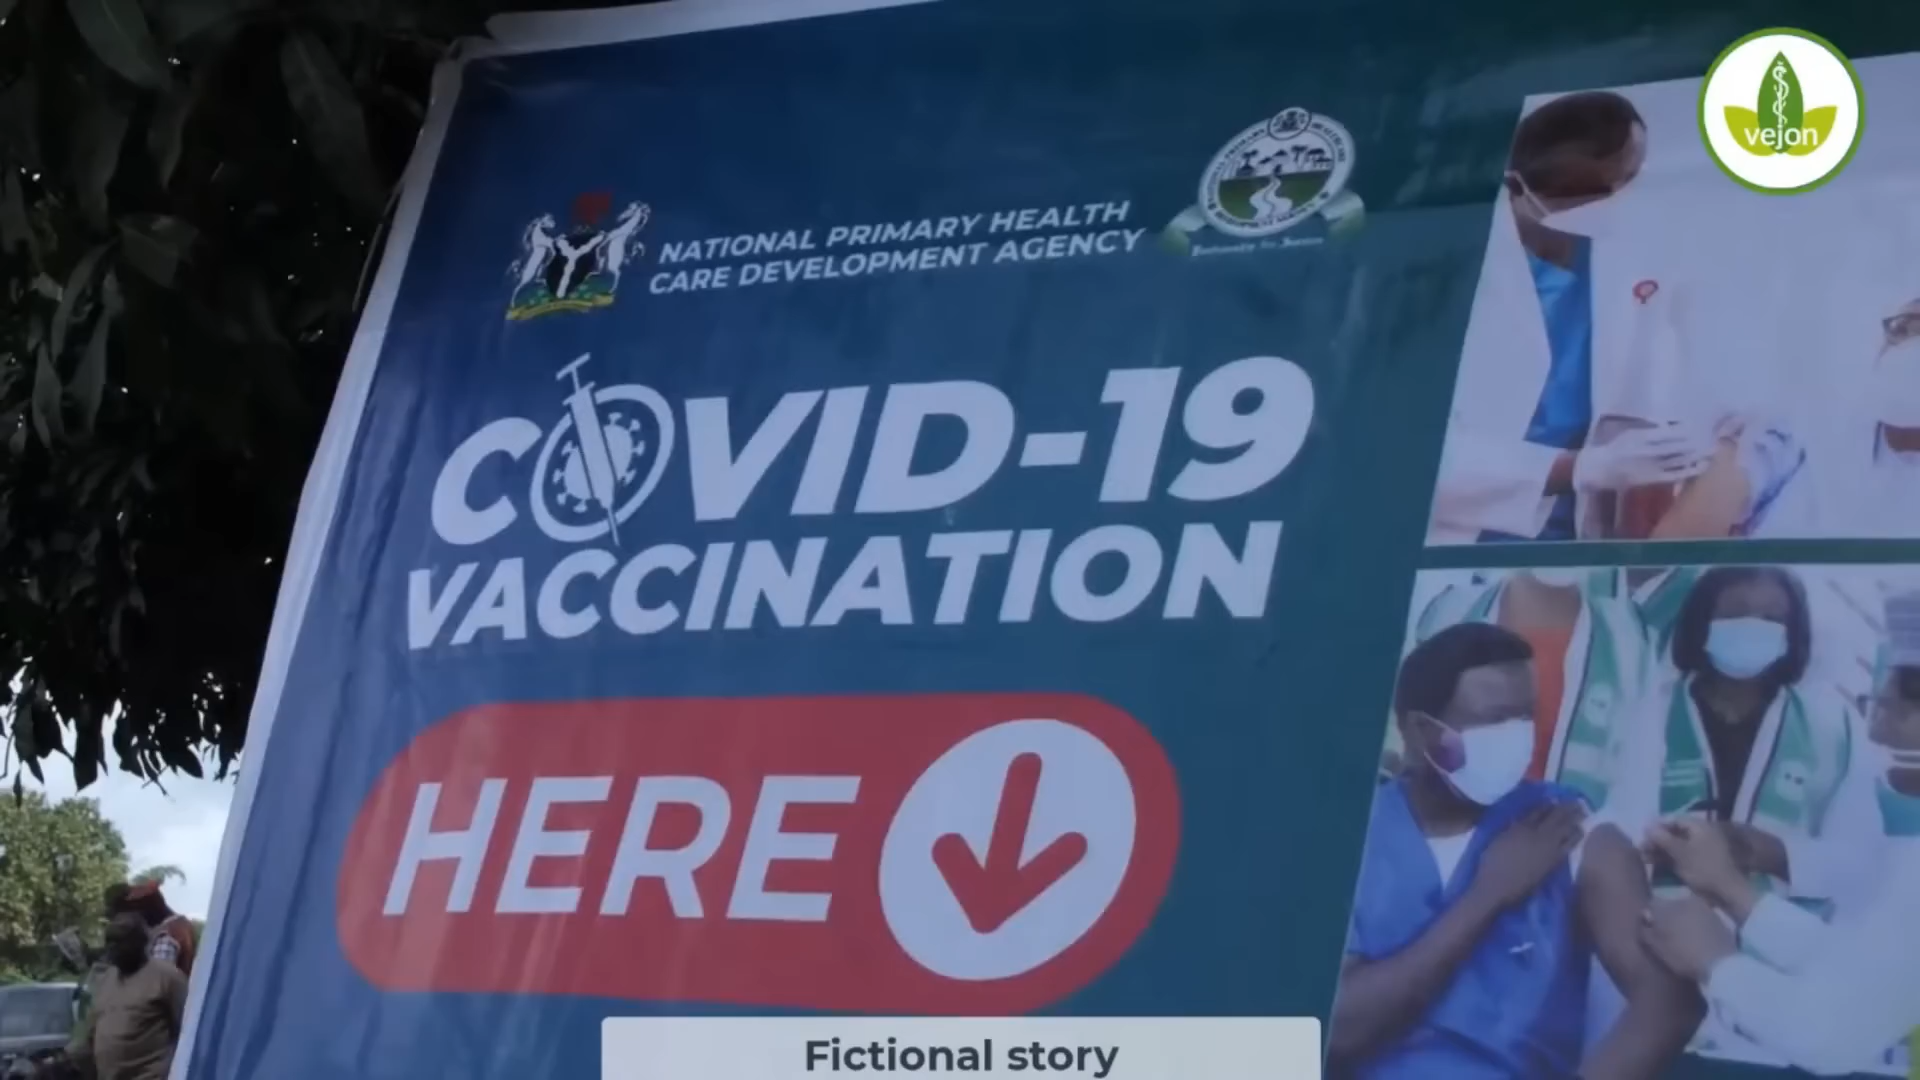 vejon
NATIONAL PRIMARY HEALTH
CARE DEVELOPMENT AGENCY
COVID-19
VACCINATION
HERE
Fictional story